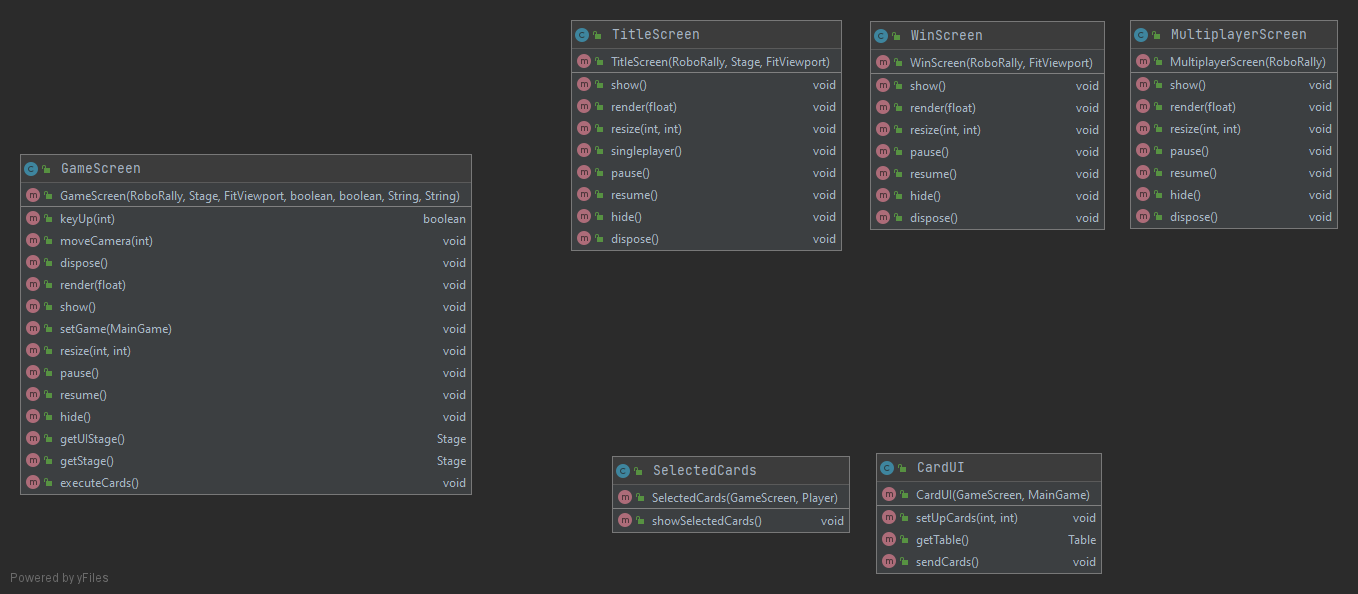 TitleScreen
TitleScreen(RoboRally, Stage, FitViewport)
show() void
render(float) void
resize(int, int) void
singleplayer() void
pause() void
resume() void
hide() void
dispose() void
WinScreen
WinScreen(RoboRally, FitViewport)
show() void
render(float) void
resize(int, int) void
pause() void
resume() void
hide() void
dispose() void
MultiplayerScreen
MultiplayerScreen(RoboRally)
show() void
render(float) void
resize(int, int) void
pause() void
resume() void
hide() void
dispose() void
GameScreen
GameScreen(RoboRally, Stage, FitViewport, boolean, boolean, String, String)
keyUp(int) boolean
moveCamera(int) void
dispose() void
render(float) void
show() void
setGame(MainGame) void
resize(int, int) void
pause() void
resume() void
hide() void
getUIStage() Stage
getStage() Stage
executeCards() void
SelectedCards
SelectedCards(GameScreen, Player)
showSelectedCards() void
CardUI
CardUI(GameScreen, MainGame)
setUpCards(int, int) void
getTable() Table
sendCards() void
Powered by yFiles